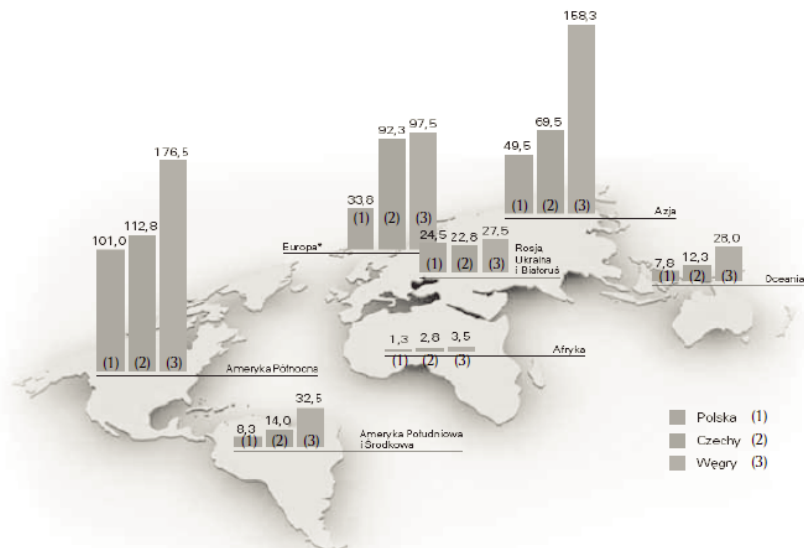 158,3
69,5
49,5
(1) (2) (3)
Azja
176,5
112,8
101,0
(1) (2) (3)
Ameryka Północna
92,3 97,5
33,8
(1) (2) (3)
Europa*
24,5 22,8 27,5
(1) (2) (3)
Rosja
Ukraina
i Białoruś
28,0
7,8 12,3
(1) (2) (3)
Oceania
1,3 2,8 3,5
(1) (2) (3)
Afryka
32,5
8,3 14,0
(1) (2) (3)
Ameryka Południowa
i Środkowa
Polska (1)
Czechy (2)
Węgry (3)